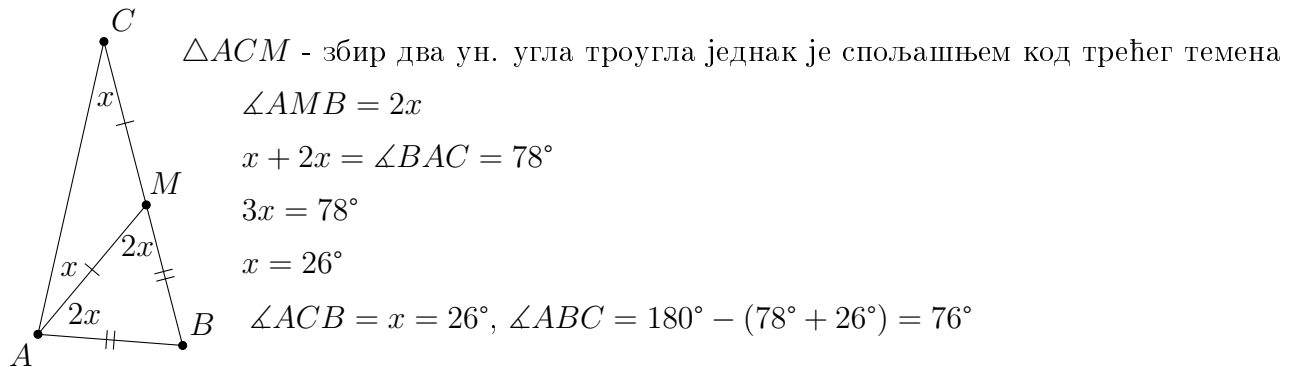 C
△ACM - збир два ун. угла троугла једнак је спољашњем код трећег темена
x
∡AMB = 2x
x + 2x = ∡BAC = 78°
M
3x = 78°
2x
x
x = 26°
2x
B
∡ACB = x = 26°, ∡ABC = 180° − (78° + 26°) = 76°
A